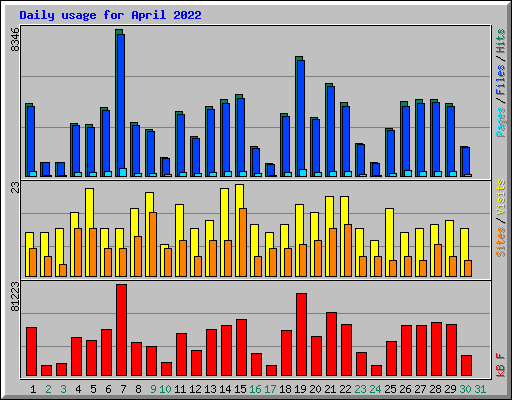 Daily usage for April 2022
8346
Pages / Files / Hits
23
Sites / Visits
81223
kB F
1 2 3 4 5 6 7 8 9 10 11 12 13 14 15 16 17 18 19 20 21 22 23 24 25 26 27 28 29 30 31